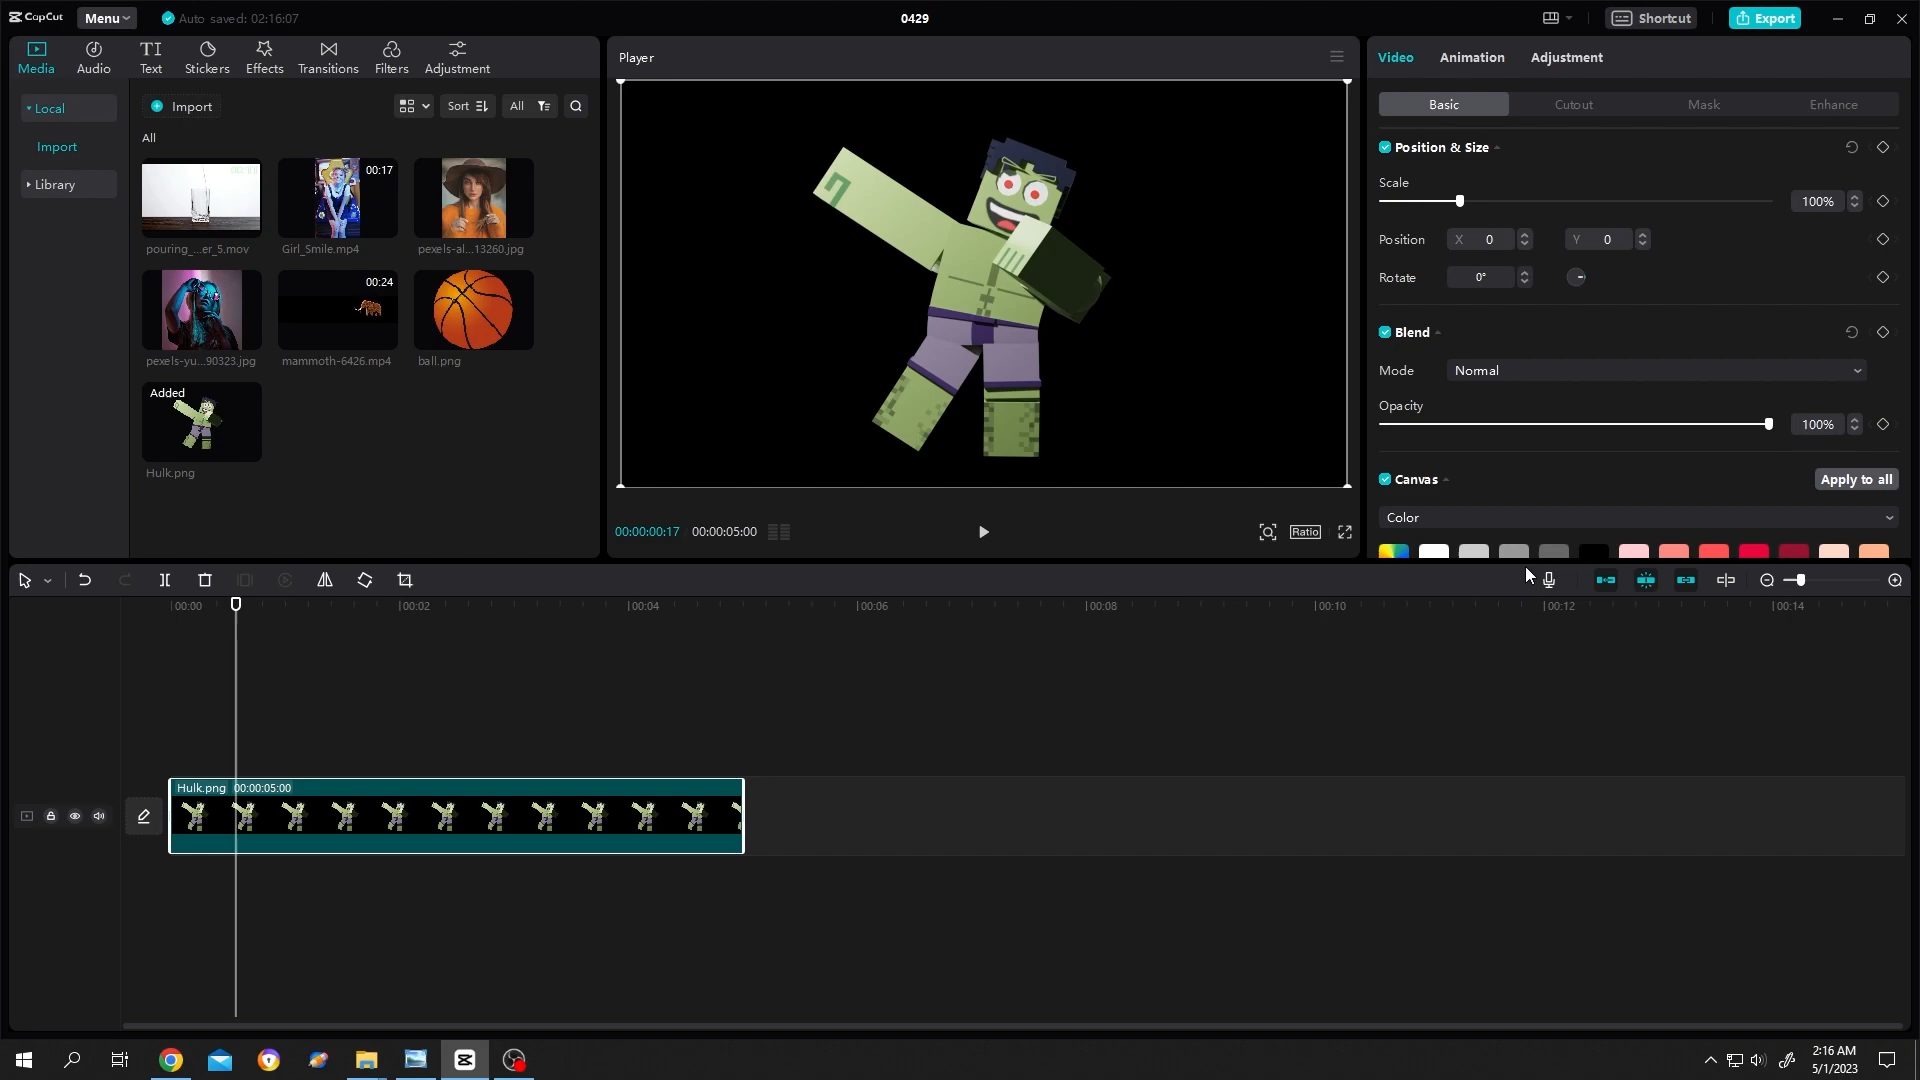 CapCut
Menu
Auto saved: 02:16:07
0429
Shortcut
Export
Media
Audio
TI
Text
Stickers
Effects
Transitions
Filters
Adjustment
Local
Import
Library
Import
Sort
All
All
00:17
pouring_...er_5.mov
Girl_Smile.mp4
pexels-al...13260.jpg
00:24
pexels-yu...90323.jpg
mammoth-6426.mp4
ball.png
Added
Hulk.png
Player
00:00:00:17
00:00:05:00
Ratio
Video
Animation
Adjustment
Basic
Cutout
Mask
Enhance
Position & Size
Scale
100%
Position
X 0
Y 0
Rotate
0°
Blend
Mode
Normal
Opacity
100%
Canvas
Apply to all
Color
00:00
00:02
00:04
00:06
00:08
00:10
00:12
00:14
Hulk.png 00:00:05:00
2:16 AM
5/1/2023